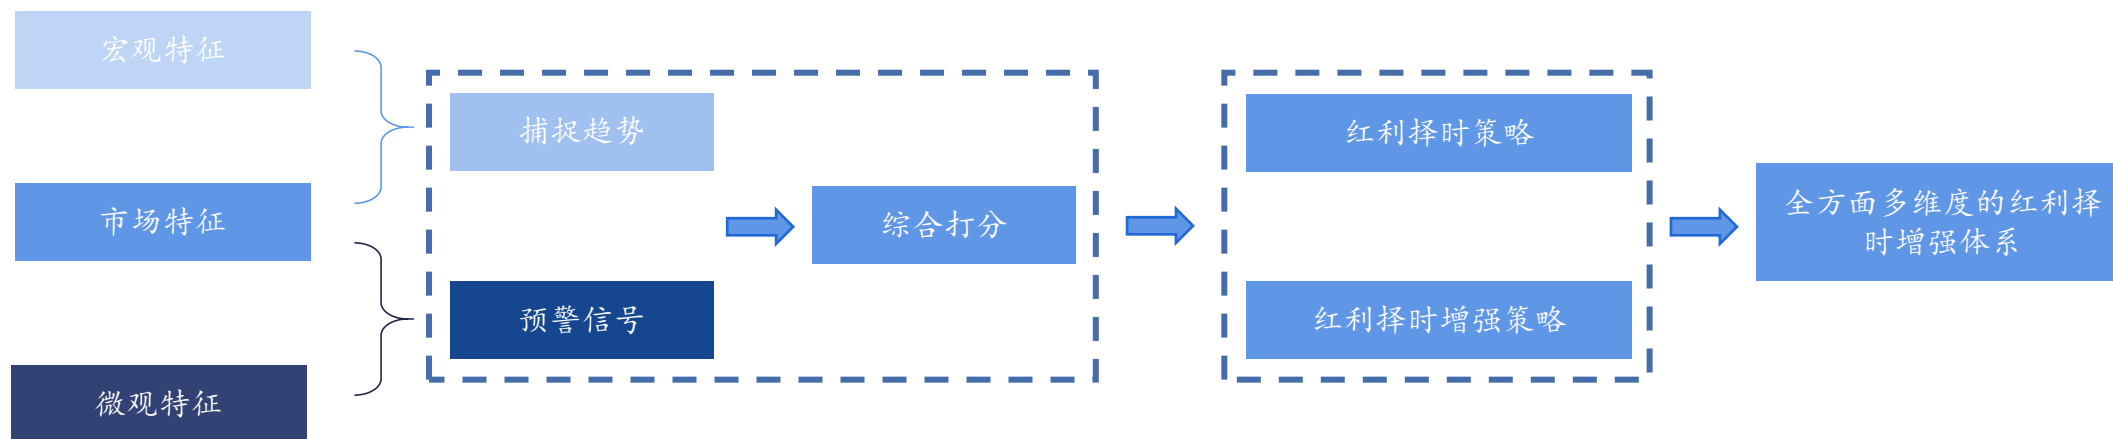 宏观特征
市场特征
微观特征
捕捉趋势
预警信号
综合打分
红利择时策略
红利择时增强策略
全方面多维度的红利择
时增强体系